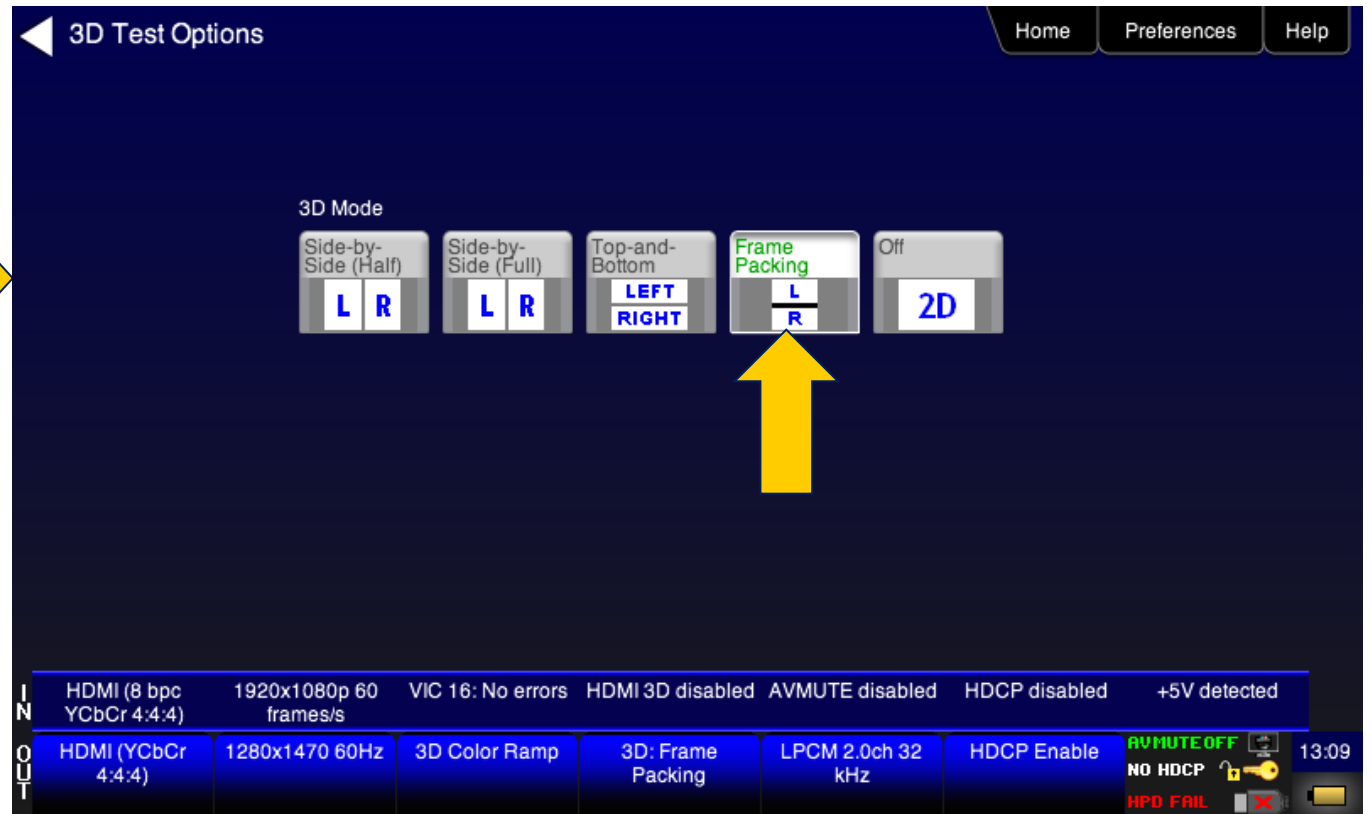 3D Test Options
Home
Preferences
Help
3D Mode
Side-by-
Side (Half)
L R
Side-by-
Side (Full)
L R
Top-and-
Bottom
LEFT
RIGHT
Frame
Packing
L
R
Off
2D
IN
HDMI (8 bpc
YCbCr 4:4:4)
1920x1080p 60
frames/s
VIC 16: No errors
HDMI 3D disabled
AVMUTE disabled
HDCP disabled
+5V detected
OUT
HDMI (YCbCr
4:4:4)
1280x1470 60Hz
3D Color Ramp
3D: Frame
Packing
LPCM 2.0ch 32
kHz
HDCP Enable
AVMUTE OFF
NO HDCP
HPD FAIL
13:09